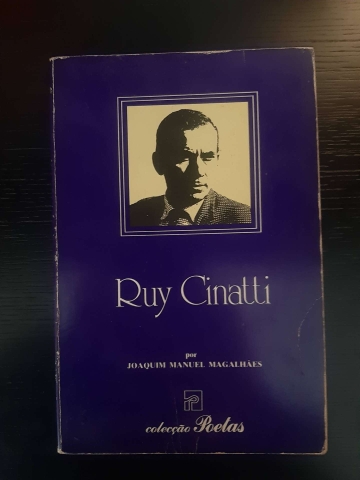 Ruy Cinatti
por
JOAQUIM MANUEL MAGALHÃES
colecção Poetas